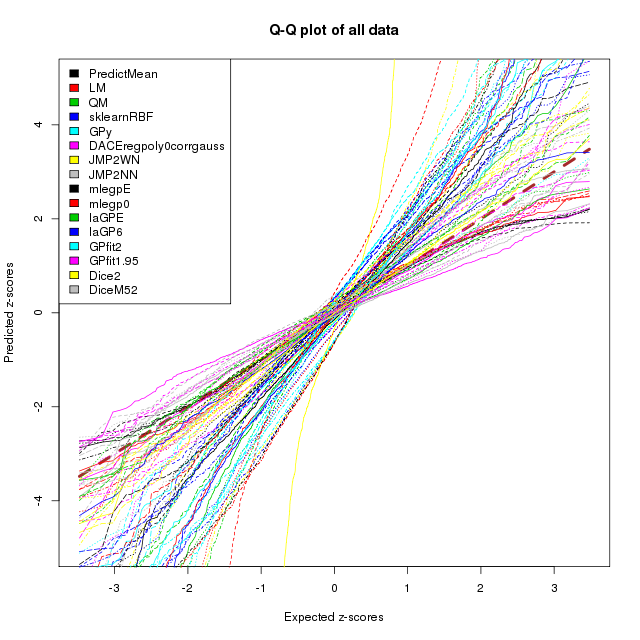 Q-Q plot of all data
PredictMean
LM
QM
sklearnRBF
GPy
DACEregpoly0corrgauss
JMP2WN
JMP2NN
mlegpE
mlegp0
laGPE
laGP6
GPfit2
GPfit1.95
Dice2
DiceM52
Predicted z-scores
4
2
0
-2
-4
-3
-2
-1
0
1
2
3
Expected z-scores